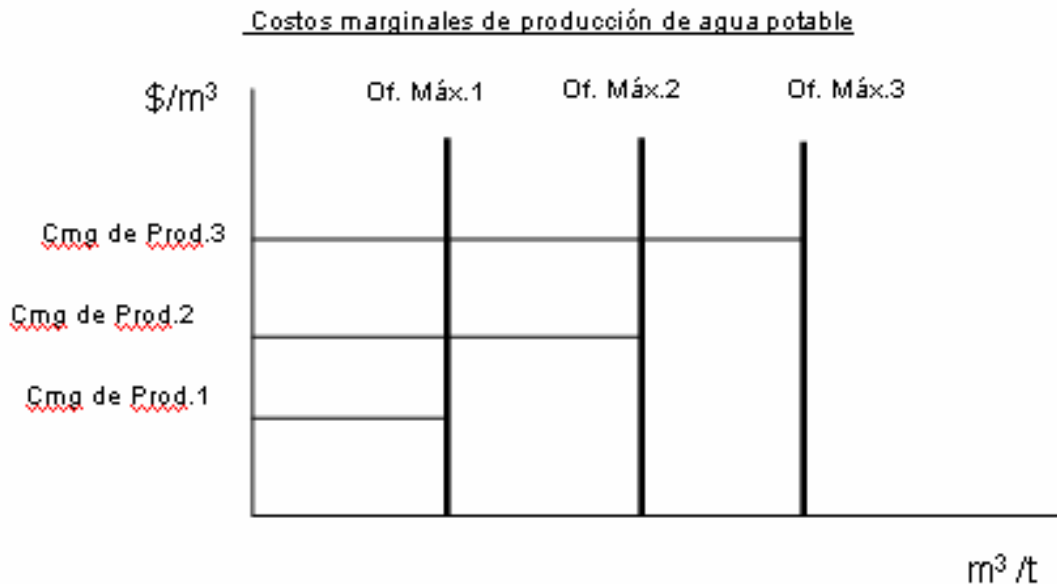 Costos marginales de producción de agua potable
$/m³
Of. Máx.1
Of. Máx.2
Of. Máx.3
Cmg de Prod.3
Cmg de Prod.2
Cmg de Prod.1
m³ /t